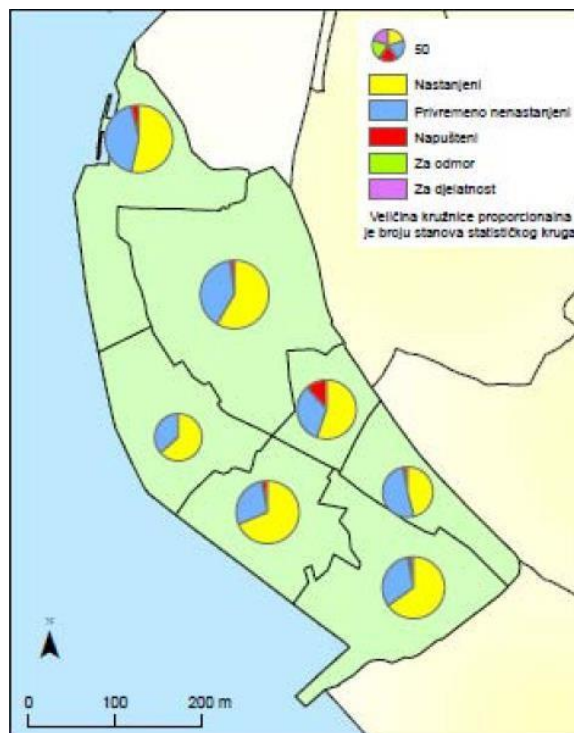 50
Nastanjeni
Privremeno nenastanjeni
Napušteni
Za odmor
Za djelatnost
Veličina kružnice proporcionalna
je broju stanova statističkog kruga
N
0 100 200 m